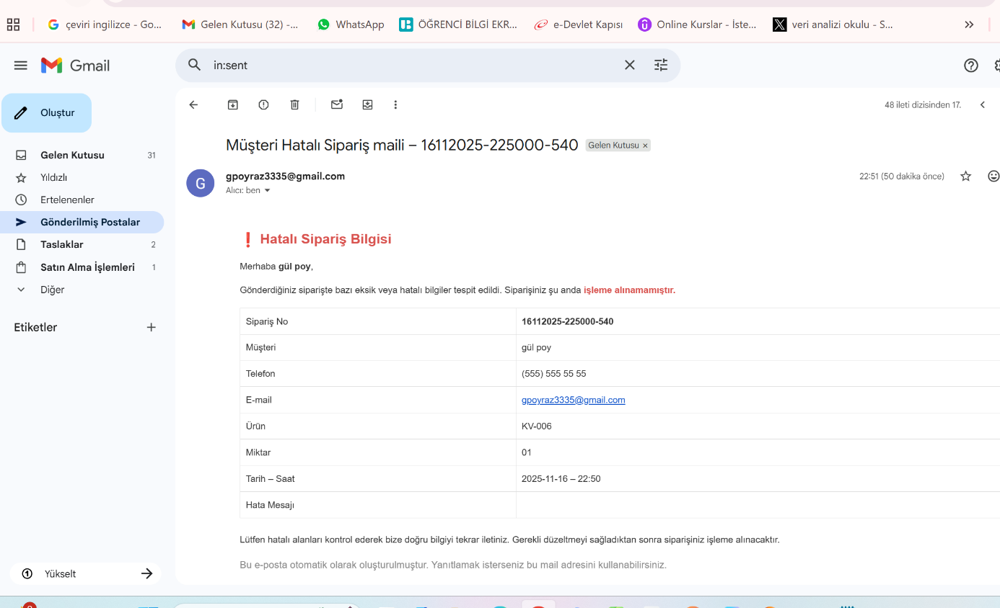 çeviri ingilizce - Go...
Gelen Kutusu (32) -...
WhatsApp
ÖĞRENCİ BİLGİ EKR...
e-Devlet Kapısı
Online Kurslar - İste...
veri analizi okulu - S...
Gmail
in:sent
Oluştur
48 ileti dizisinden 17.
Müşteri Hatalı Sipariş maili – 16112025-225000-540
Gelen Kutusu ×
Gelen Kutusu 31
Yıldızlı
Ertelenenler
Gönderilmiş Postalar
Taslaklar 2
Satın Alma İşlemleri 1
Diğer
Etiketler
G
gpoyraz3335@gmail.com
22:51 (50 dakika önce)
Alıcı: ben
❗ Hatalı Sipariş Bilgisi
Merhaba gül poy,
Gönderdiğiniz siparişte bazı eksik veya hatalı bilgiler tespit edildi. Siparişiniz şu anda işleme alınamamıştır.
Sipariş No 16112025-225000-540
Müşteri gül poy
Telefon (555) 555 55 55
E-mail gpoyraz3335@gmail.com
Ürün KV-006
Miktar 01
Tarih – Saat 2025-11-16 – 22:50
Hata Mesajı
Lütfen hatalı alanları kontrol ederek bize doğru bilgiyi tekrar iletiniz. Gerekli düzeltmeyi sağladıktan sonra siparişiniz işleme alınacaktır.
Bu e-posta otomatik olarak oluşturulmuştur. Yanıtlamak isterseniz bu mail adresini kullanabilirsiniz.
Yükselt